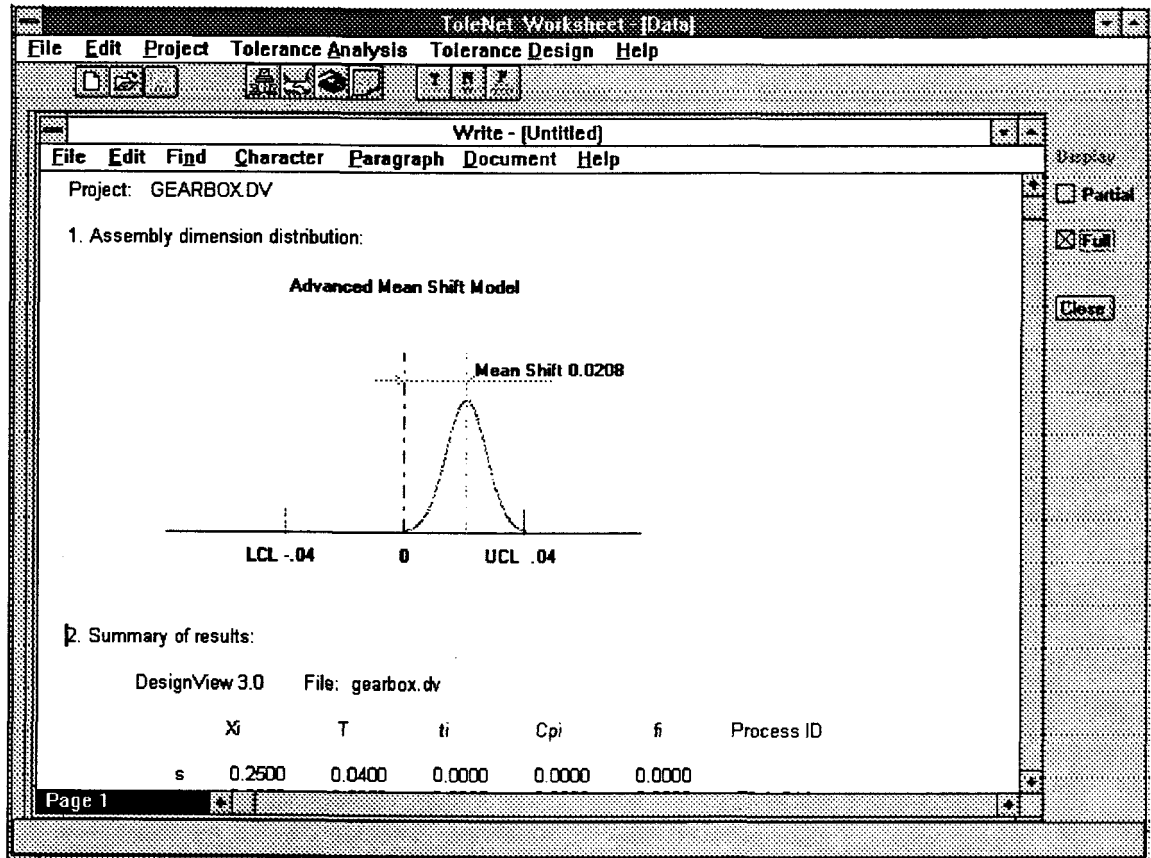 ToleNet Worksheet - [Data]
File Edit Project Tolerance Analysis Tolerance Design Help
Write - [Untitled]
File Edit Find Character Paragraph Document Help
Display
Project: GEARBOX.DV
Partial
1. Assembly dimension distribution:
Full
Advanced Mean Shift Model
Close
Mean Shift 0.0208
LCL -.04 0 UCL .04
2. Summary of results:
DesignView 3.0 File: gearbox.dv
Xi T ti Cpi fi Process ID
s 0.2500 0.0400 0.0000 0.0000 0.0000
Page 1